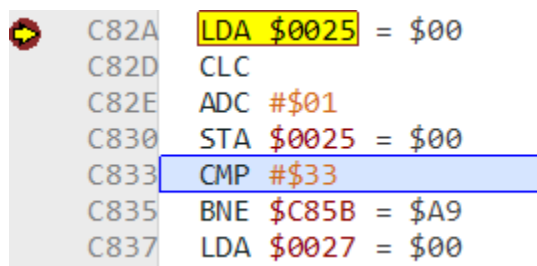 C82A LDA $0025 = $00
C82D CLC
C82E ADC #$01
C830 STA $0025 = $00
C833 CMP #$33
C835 BNE $C85B = $A9
C837 LDA $0027 = $00